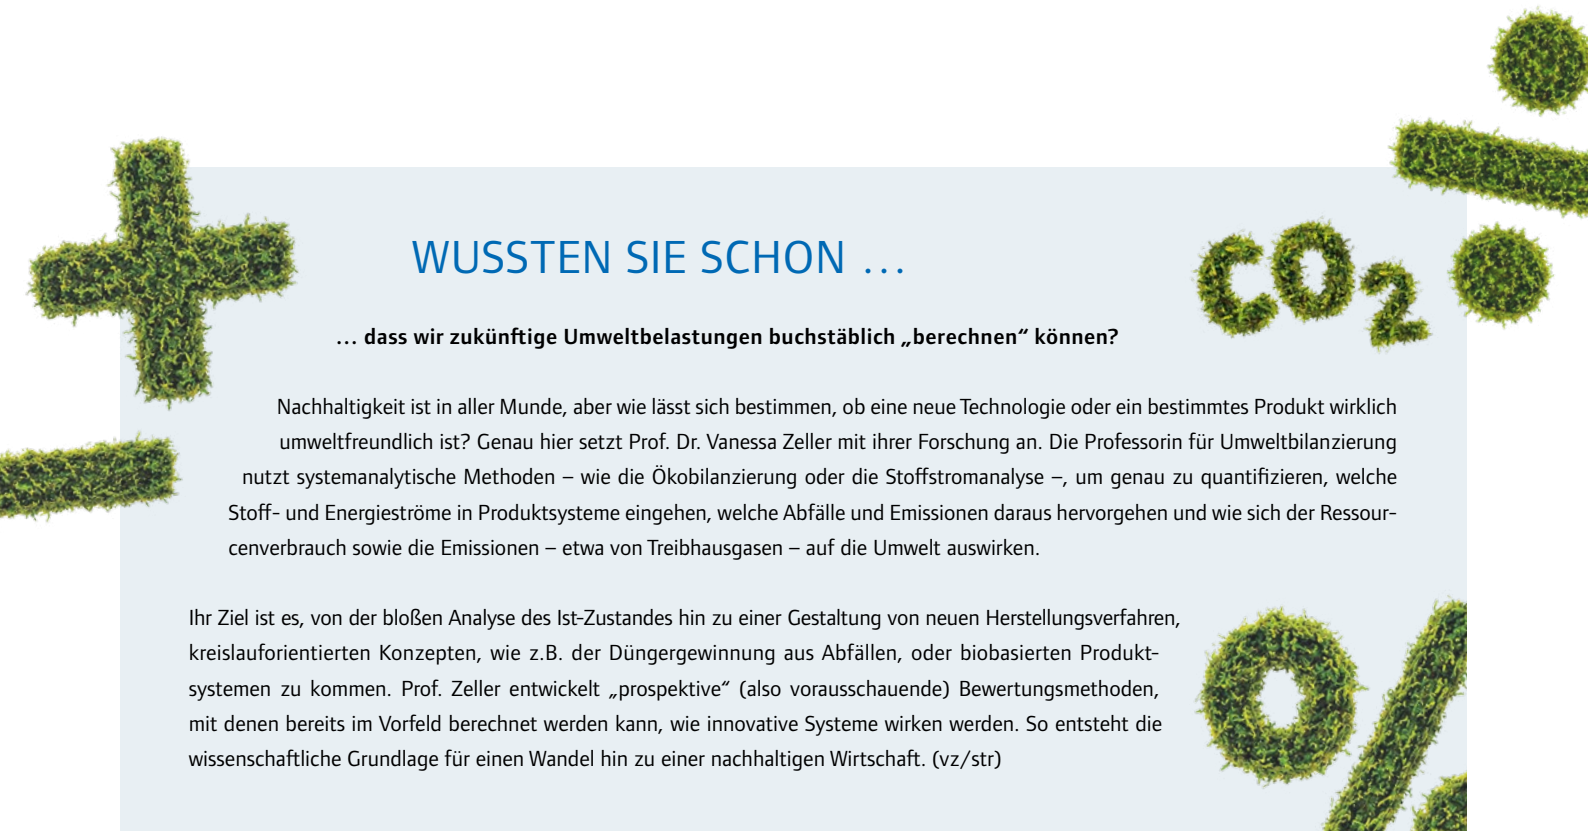 WUSSTEN SIE SCHON …
CO2
… dass wir zukünftige Umweltbelastungen buchstäblich „berechnen“ können?
Nachhaltigkeit ist in aller Munde, aber wie lässt sich bestimmen, ob eine neue Technologie oder ein bestimmtes Produkt wirklich
umweltfreundlich ist? Genau hier setzt Prof. Dr. Vanessa Zeller mit ihrer Forschung an. Die Professorin für Umweltbilanzierung
nutzt systemanalytische Methoden – wie die Ökobilanzierung oder die Stoffstromanalyse –, um genau zu quantifizieren, welche
Stoff- und Energieströme in Produktsysteme eingehen, welche Abfälle und Emissionen daraus hervorgehen und wie sich der Ressour-
cenverbrauch sowie die Emissionen – etwa von Treibhausgasen – auf die Umwelt auswirken.
Ihr Ziel ist es, von der bloßen Analyse des Ist-Zustandes hin zu einer Gestaltung von neuen Herstellungsverfahren,
kreislauforientierten Konzepten, wie z.B. der Düngergewinnung aus Abfällen, oder biobasierten Produkt-
systemen zu kommen. Prof. Zeller entwickelt „prospektive“ (also vorausschauende) Bewertungsmethoden,
mit denen bereits im Vorfeld berechnet werden kann, wie innovative Systeme wirken werden. So entsteht die
wissenschaftliche Grundlage für einen Wandel hin zu einer nachhaltigen Wirtschaft. (vz/str)